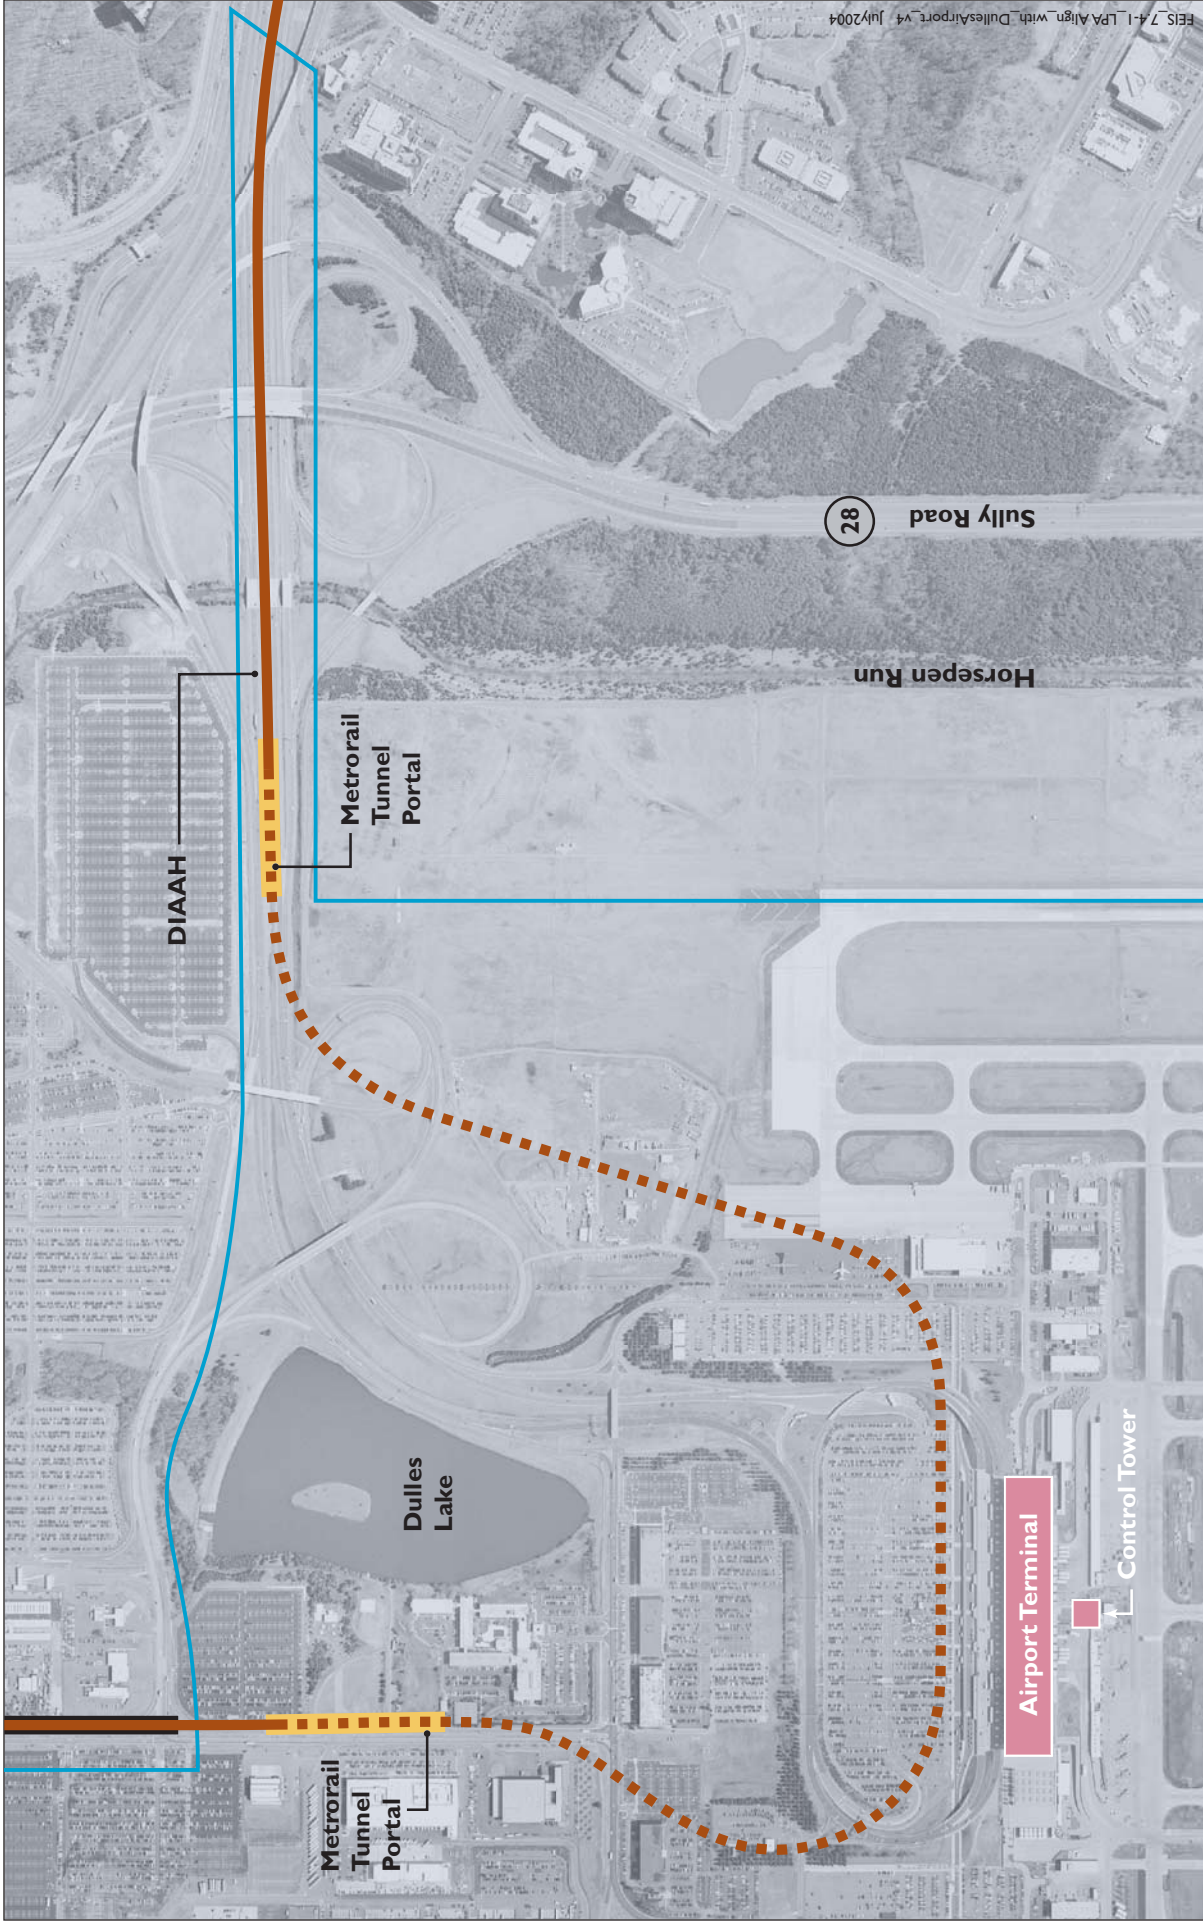 FEIS_7.4-1_LPA Align_with_DullesAirport_v4 July2004
DIAAH
Metrorail
Tunnel
Portal
28
Sully Road
Horsepen Run
Dulles
Lake
Metrorail
Tunnel
Portal
Airport Terminal
Control Tower